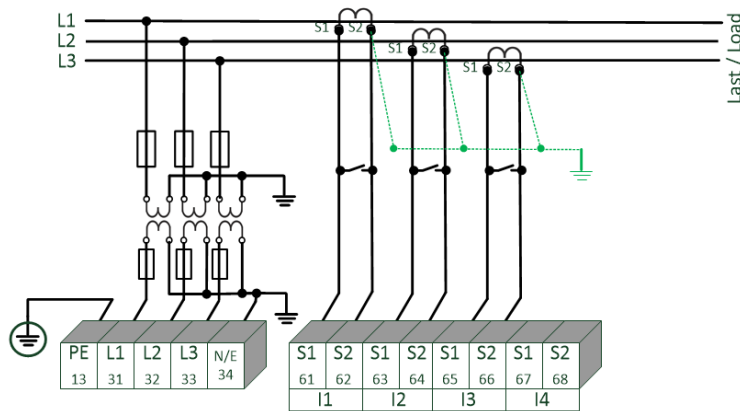 L1
S1 S2
L2
S1 S2
L3
S1 S2
Last / Load
PE L1 L2 L3 N/E
13 31 32 33 34
S1 S2 S1 S2 S1 S2 S1 S2
61 62 63 64 65 66 67 68
I1 I2 I3 I4